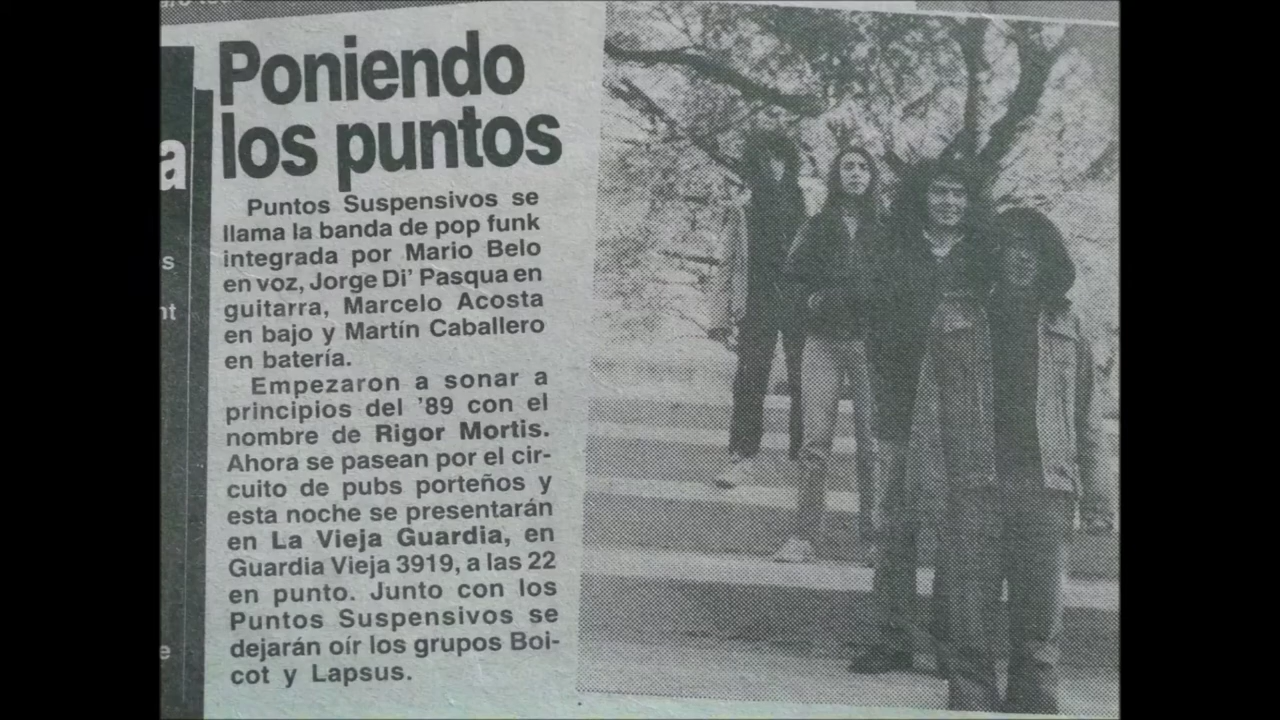 Poniendo
los puntos
Puntos Suspensivos se
llama la banda de pop funk
integrada por Mario Belo
en voz, Jorge Di' Pasqua en
guitarra, Marcelo Acosta
en bajo y Martín Caballero
en batería.
Empezaron a sonar a
principios del '89 con el
nombre de Rigor Mortis.
Ahora se pasean por el cir-
cuito de pubs porteños y
esta noche se presentarán
en La Vieja Guardia, en
Guardia Vieja 3919, a las 22
en punto. Junto con los
Puntos Suspensivos se
dejarán oír los grupos Boi-
cot y Lapsus.